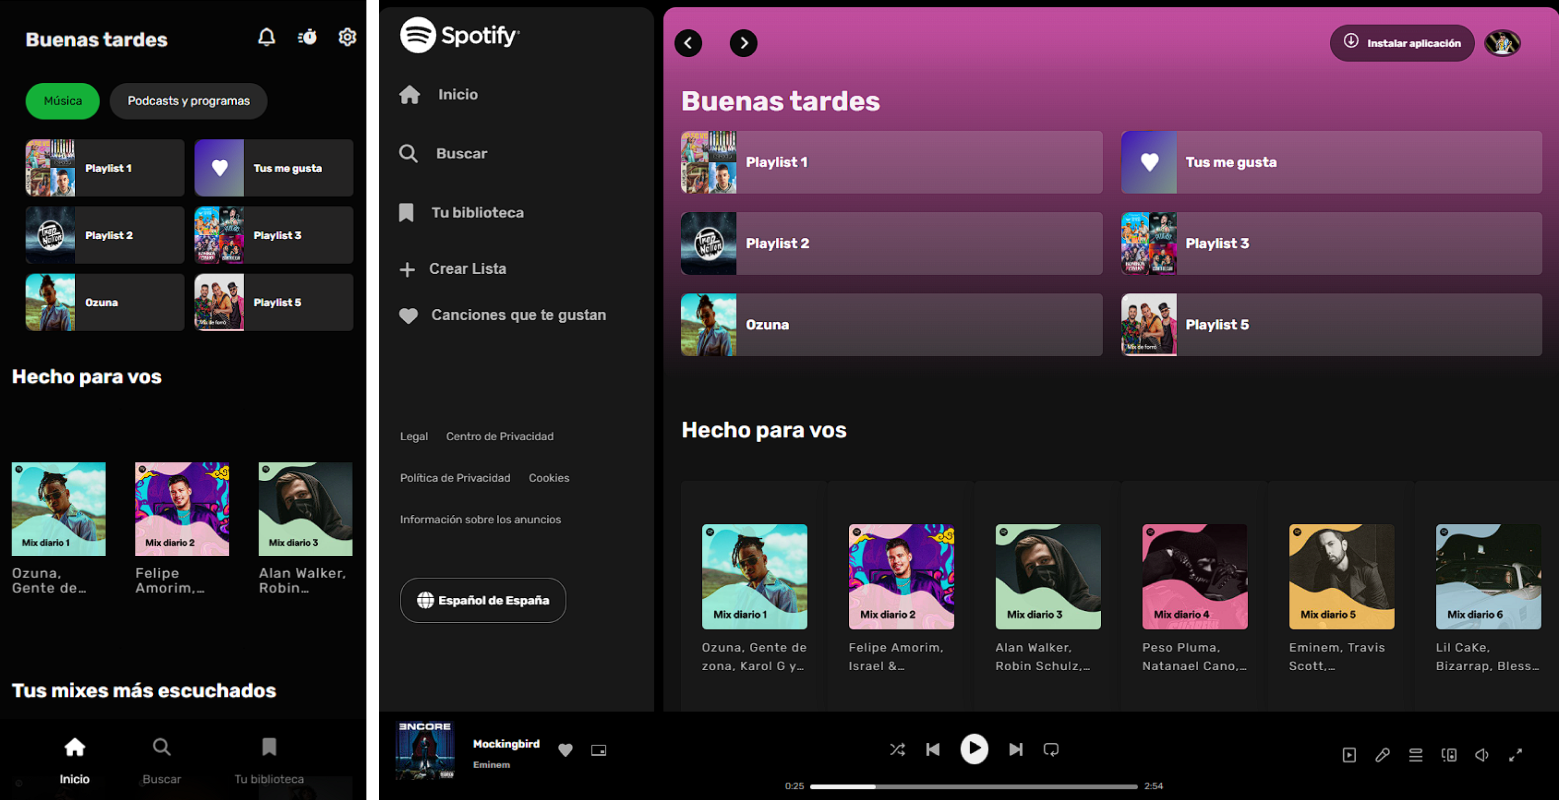 Buenas tardes
Música
Podcasts y programas
Playlist 1
Tus me gusta
Playlist 2
Playlist 3
Ozuna
Playlist 5
Hecho para vos
Mix diario 1
Mix diario 2
Mix diario 3
Ozuna,
Gente de…
Felipe
Amorim,…
Alan Walker,
Robin…
Tus mixes más escuchados
Inicio
Buscar
Tu biblioteca
Spotify
Inicio
Buscar
Tu biblioteca
Crear Lista
Canciones que te gustan
Legal
Centro de Privacidad
Política de Privacidad
Cookies
Información sobre los anuncios
Español de España
Instalar aplicación
Buenas tardes
Playlist 1
Tus me gusta
Trap
Nation
Playlist 2
Playlist 3
Ozuna
Mix de forró
Playlist 5
Hecho para vos
Mix diario 1
Mix diario 2
Mix diario 3
Mix diario 4
Mix diario 5
Mix diario 6
Ozuna, Gente de
zona, Karol G y…
Felipe Amorim,
Israel &…
Alan Walker,
Robin Schulz,…
Peso Pluma,
Natanael Cano,…
Eminem, Travis
Scott,…
Lil CaKe,
Bizarrap, Bless…
ENCORE
Mockingbird
Eminem
0:25
2:54